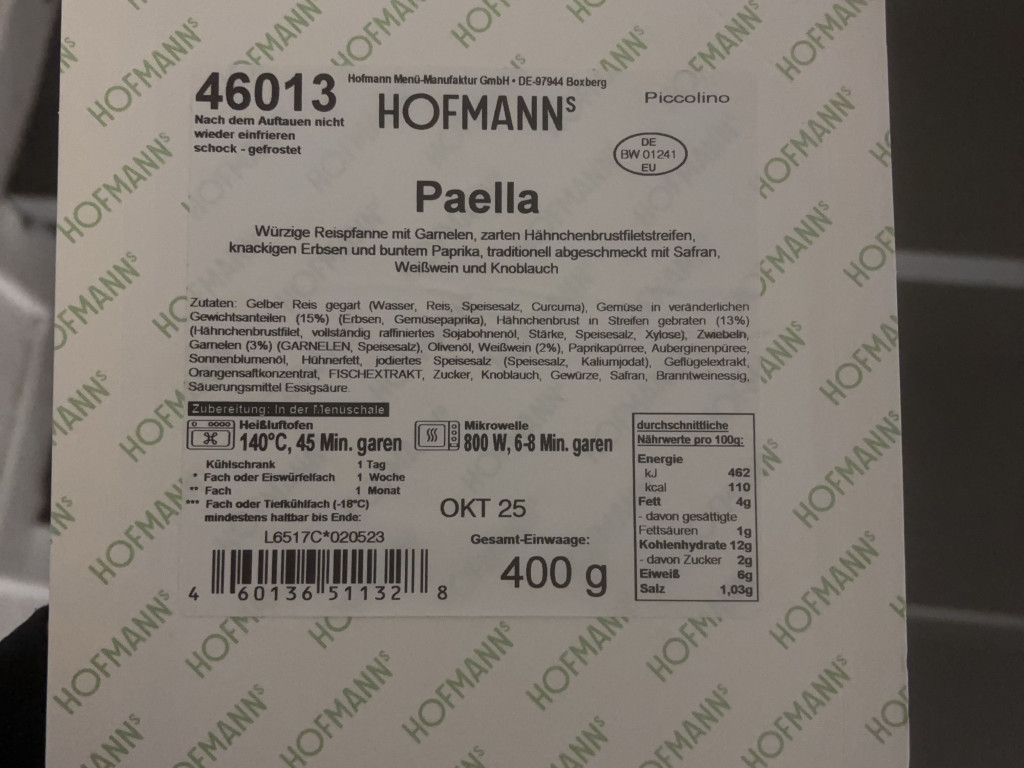 46013
Hofmann Menü-Manufaktur GmbH • DE-97944 Boxberg
HOFMANNS
Piccolino
Nach dem Auftauen nicht
wieder einfrieren
schock - gefrostet
DE
BW 01241
EU
Paella
Würzige Reispfanne mit Garnelen, zarten Hähnchenbrustfiletstreifen,
knackigen Erbsen und buntem Paprika, traditionell abgeschmeckt mit Safran,
Weißwein und Knoblauch
Zutaten: Gelber Reis gegart (Wasser, Reis, Speisesalz, Curcuma), Gemüse in veränderlichen
Gewichtsanteilen (15%) (Erbsen, Gemüsepaprika), Hähnchenbrust in Streifen gebraten (13%)
(Hähnchenbrustfilet, vollständig raffiniertes Sojabohnenöl, Stärke, Speisesalz, Xylose), Zwiebeln,
Garnelen (3%) (GARNELEN, Speisesalz), Olivenöl, Weißwein (2%), Paprikapürree, Auberginenpüree,
Sonnenblumenöl, Hühnerfett, jodiertes Speisesalz (Speisesalz, Kaliumjodat), Geflügelextrakt,
Orangensaftkonzentrat, FISCHEXTRAKT, Zucker, Knoblauch, Gewürze, Safran, Branntweinessig,
Säuerungsmittel Essigsäure.
Zubereitung: In der Menüschale
Heißluftofen
140°C, 45 Min. garen
Mikrowelle
800 W, 6-8 Min. garen
Kühlschrank 1 Tag
* Fach oder Eiswürfelfach 1 Woche
** Fach 1 Monat
*** Fach oder Tiefkühlfach (-18°C)
mindestens haltbar bis Ende:
OKT 25
L6517C*020523
Gesamt-Einwaage:
400 g
4 60136 51132 8
durchschnittliche
Nährwerte pro 100g:
Energie
kJ 462
kcal 110
Fett 4g
- davon gesättigte
Fettsäuren 1g
Kohlenhydrate 12g
- davon Zucker 2g
Eiweiß 6g
Salz 1,03g